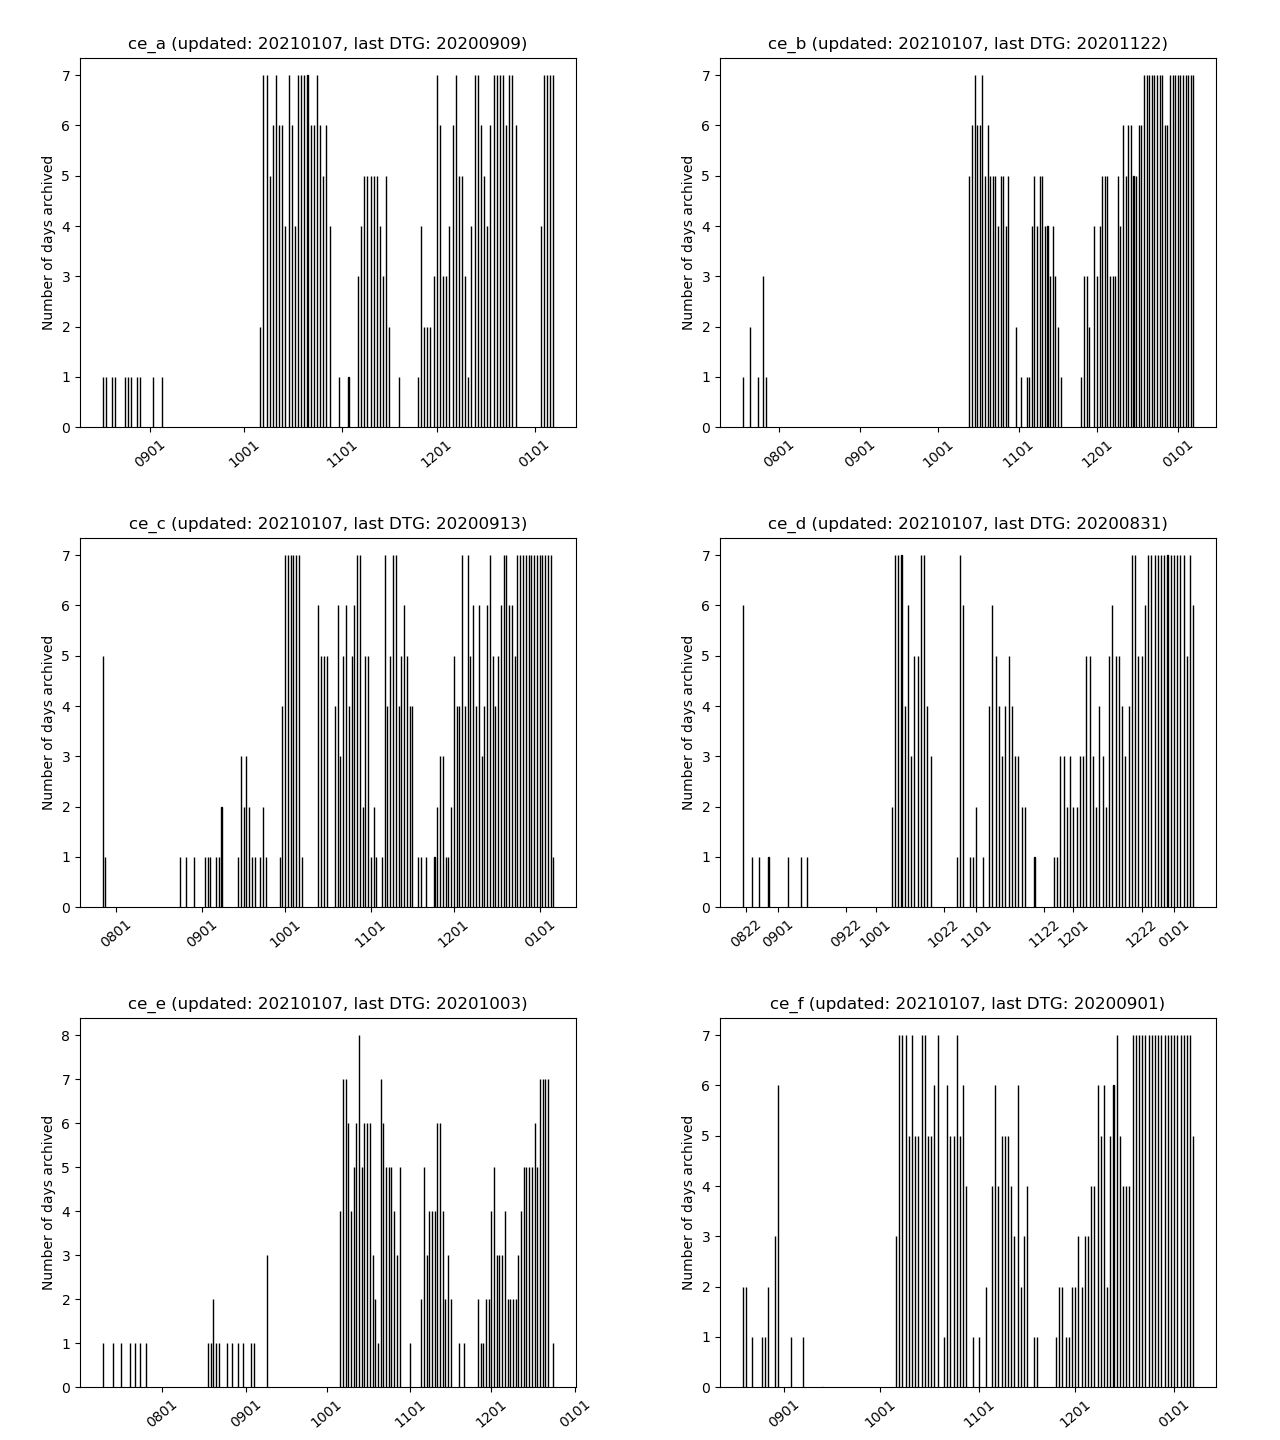 ce_a (updated: 20210107, last DTG: 20200909)
Number of days archived
7
6
5
4
3
2
1
0
0901 1001 1101 1201 0101
ce_b (updated: 20210107, last DTG: 20201122)
Number of days archived
7
6
5
4
3
2
1
0
0801 0901 1001 1101 1201 0101
ce_c (updated: 20210107, last DTG: 20200913)
Number of days archived
7
6
5
4
3
2
1
0
0801 0901 1001 1101 1201 0101
ce_d (updated: 20210107, last DTG: 20200831)
Number of days archived
7
6
5
4
3
2
1
0
0822 0901 0922 1001 1022 1101 1122 1201 1222 0101
ce_e (updated: 20210107, last DTG: 20201003)
Number of days archived
8
7
6
5
4
3
2
1
0
0801 0901 1001 1101 1201 0101
ce_f (updated: 20210107, last DTG: 20200901)
Number of days archived
7
6
5
4
3
2
1
0
0901 1001 1101 1201 0101